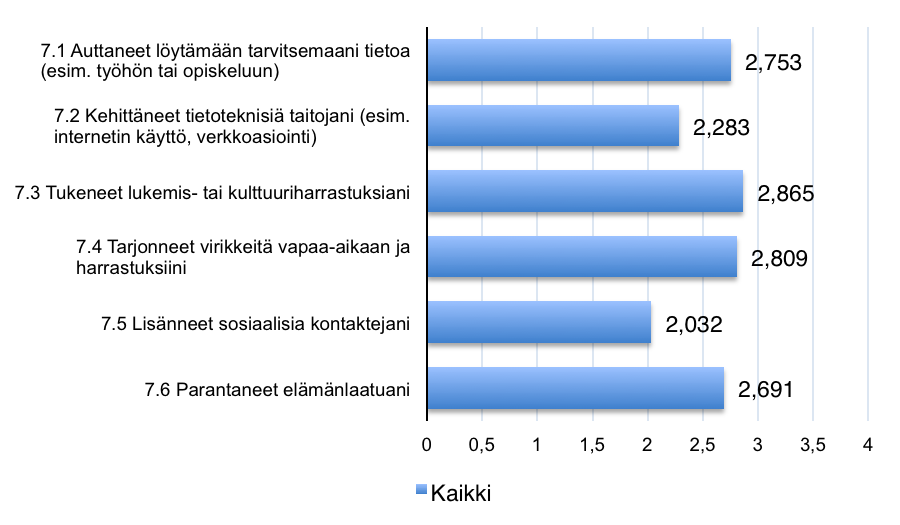 7.1 Auttaneet löytämään tarvitsemaani tietoa
(esim. työhön tai opiskeluun)
2,753
7.2 Kehittäneet tietoteknisiä taitojani (esim.
internetin käyttö, verkkoasiointi)
2,283
7.3 Tukeneet lukemis- tai kulttuuriharrastuksiani
2,865
7.4 Tarjonneet virikkeitä vapaa-aikaan ja
harrastuksiini
2,809
7.5 Lisänneet sosiaalisia kontaktejani
2,032
7.6 Parantaneet elämänlaatuani
2,691
0 0,5 1 1,5 2 2,5 3 3,5 4
Kaikki